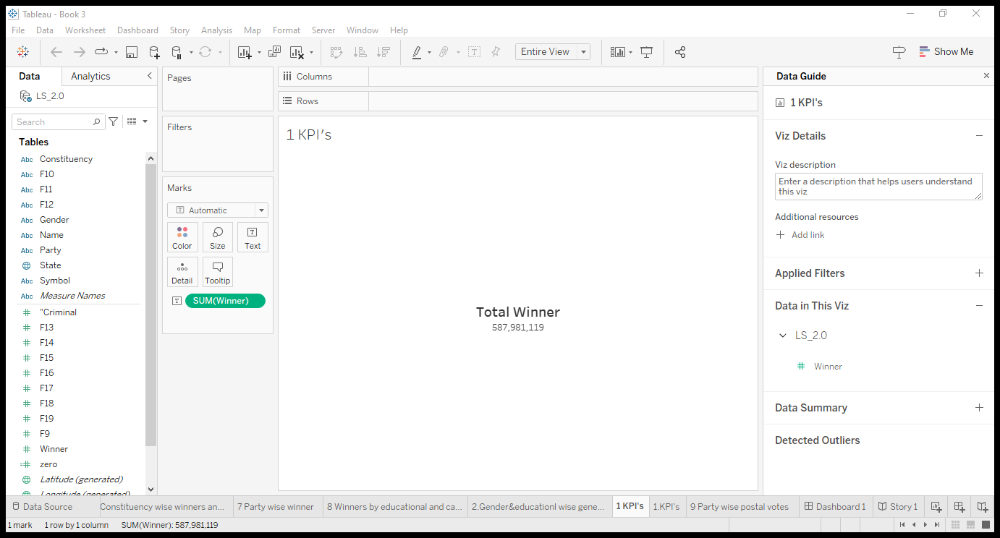 Tableau - Book 3
File Data Worksheet Dashboard Story Analysis Map Format Server Window Help
Entire View
Show Me
Data Analytics
LS_2.0
Search
Tables
Abc Constituency
Abc F10
Abc F11
Abc F12
Abc Gender
Abc Name
Abc Party
State
Abc Symbol
Abc Measure Names
# "Criminal
# F13
# F14
# F15
# F16
# F17
# F18
# F19
# F9
# Winner
=# zero
Latitude (generated)
Longitude (generated)
Pages
Filters
Marks
T Automatic
Color Size T Text
Detail Tooltip
T SUM(Winner)
Columns
Rows
1 KPI's
Total Winner
587,981,119
Data Guide
1 KPI's
Viz Details
Viz description
Enter a description that helps users understand
this viz
Additional resources
Add link
Applied Filters
Data in This Viz
LS_2.0
# Winner
Data Summary
Detected Outliers
Data Source Constituency wise winners an... 7 Party wise winner 8 Winners by educational and ca... 2.Gender&educationl wise gene... 1 KPI's 1.KPI's 9 Party wise postal votes Dashboard 1 Story 1
1 mark 1 row by 1 column SUM(Winner): 587,981,119